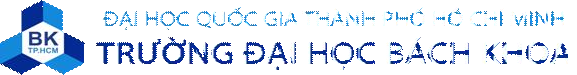 BK
TP.HCM
ĐẠI HỌC QUỐC GIA THÀNH PHỐ HỒ CHÍ MINH
TRƯỜNG ĐẠI HỌC BÁCH KHOA